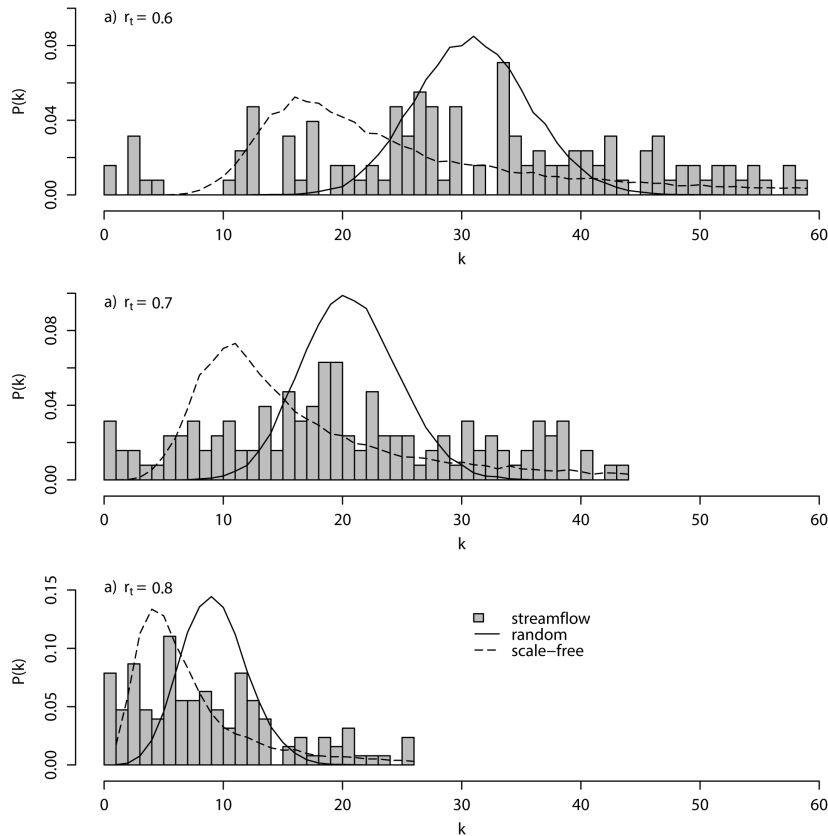 a) rt = 0.6
P(k)
0.00 0.04 0.08
0 10 20 30 40 50 60
k
a) rt = 0.7
P(k)
0.00 0.04 0.08
0 10 20 30 40 50 60
k
a) rt = 0.8
P(k)
0.00 0.05 0.10 0.15
streamflow
random
scale−free
0 10 20 30 40 50 60
k